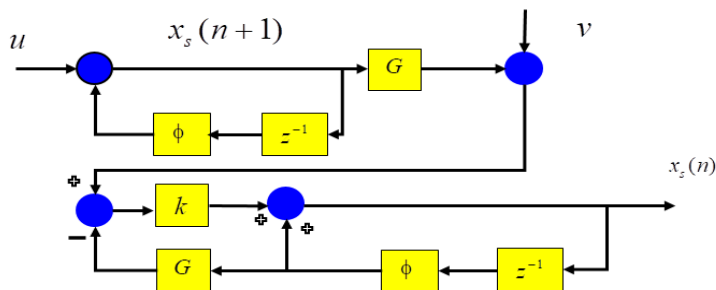 u
x_s(n+1)
v
G
ϕ
z⁻¹
+
x_s(n)
k
+
+
−
G
ϕ
z⁻¹